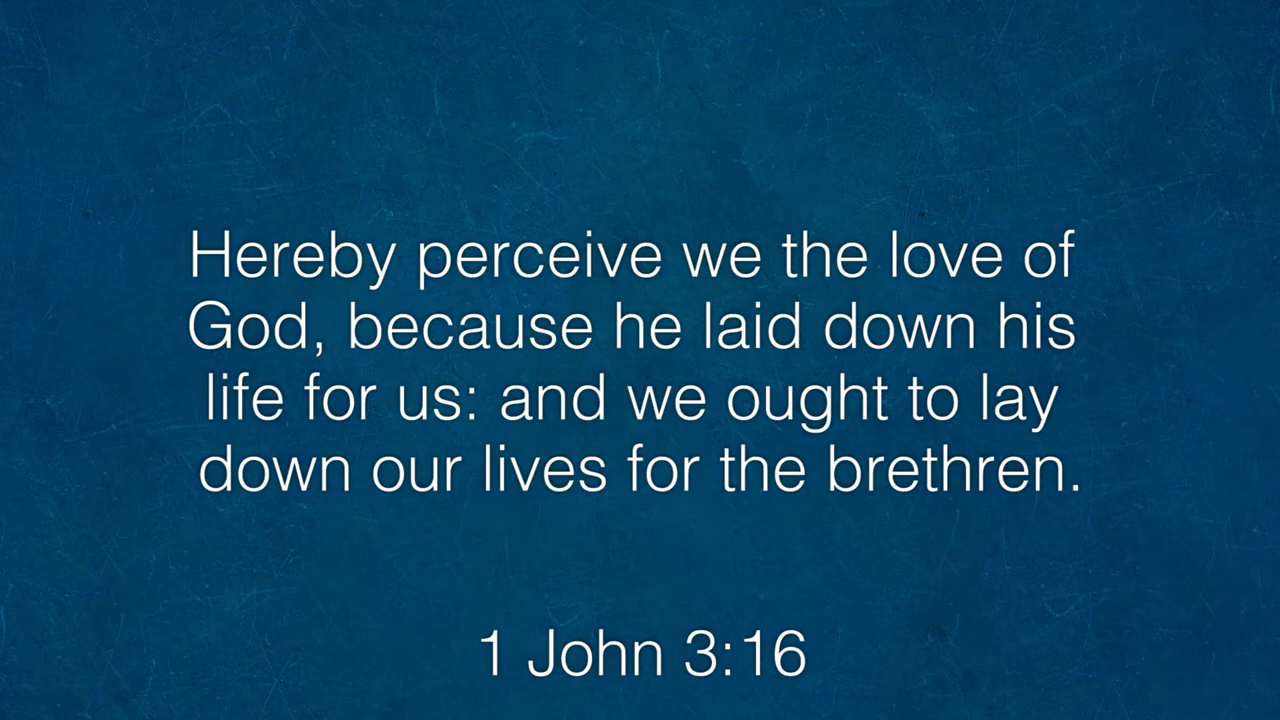 Hereby perceive we the love of
God, because he laid down his
life for us: and we ought to lay
down our lives for the brethren.
1 John 3:16